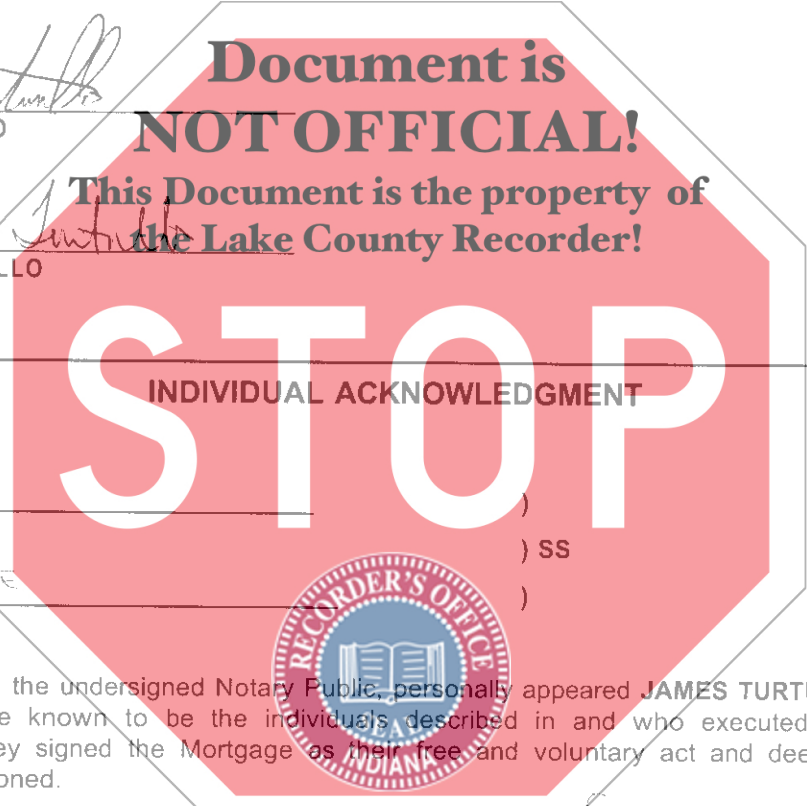 Document is
NOT OFFICIAL!
This Document is the property of
the Lake County Recorder!
LLO
STOP
INDIVIDUAL ACKNOWLEDGMENT
)
) SS
)
RECORDER'S OFFICE
SEAL
INDIANA
the undersigned Notary Public, personally appeared JAMES TURT
e known to be the individuals described in and who executed
ey signed the Mortgage as their free and voluntary act and dee
oned.